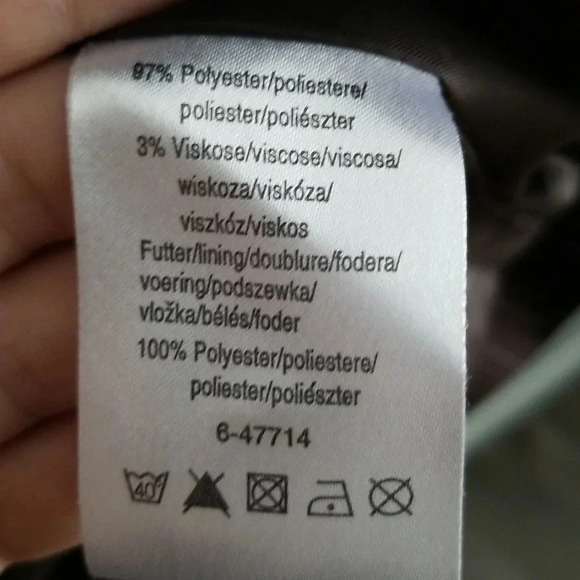 97% Polyester/poliestere/
poliester/poliészter
3% Viskose/viscose/viscosa/
wiskoza/viskóza/
viszkóz/viskos
Futter/lining/doublure/fodera/
voering/podszewka/
vložka/bélés/foder
100% Polyester/poliestere/
poliester/poliészter
6-47714
40°